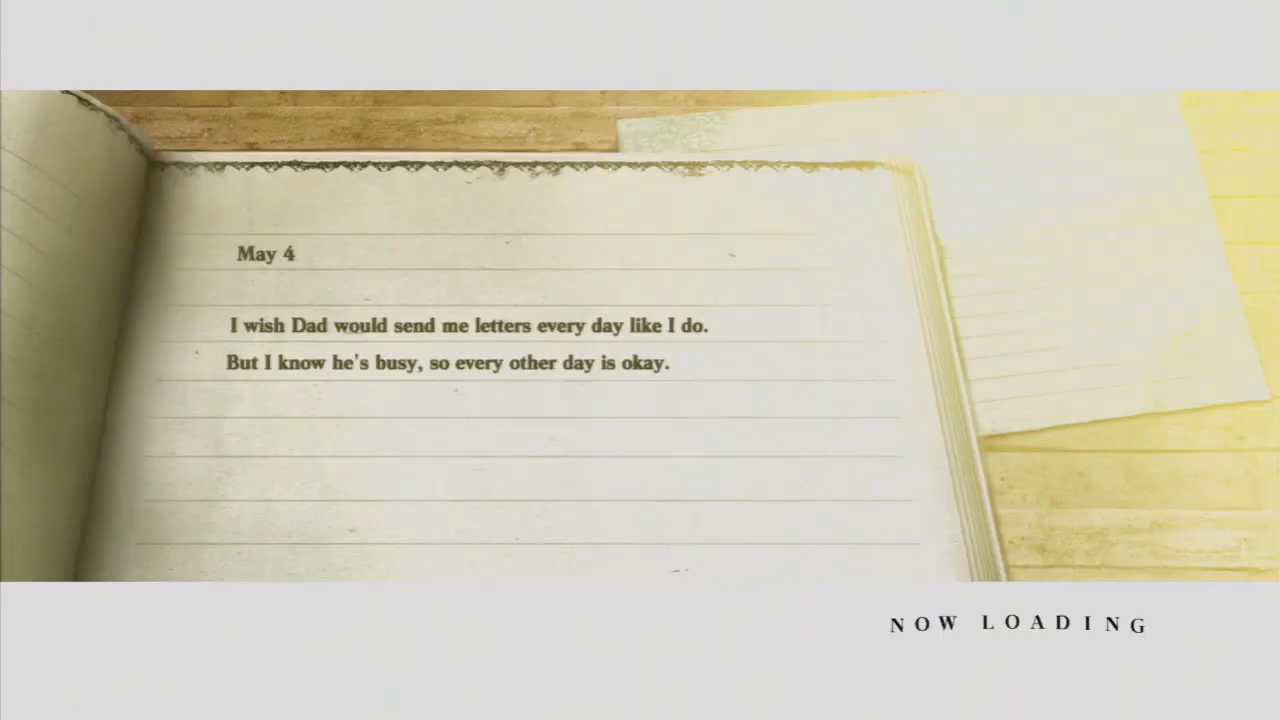 May 4
I wish Dad would send me letters every day like I do.
But I know he's busy, so every other day is okay.
NOW LOADING